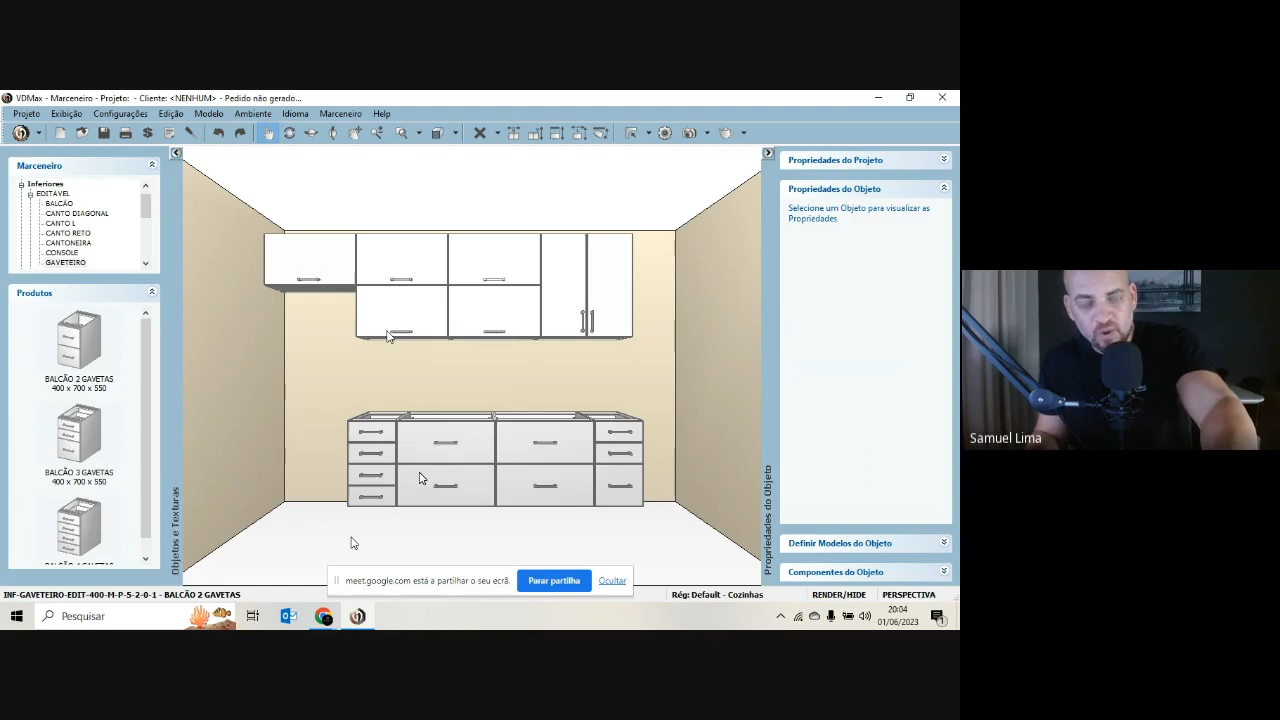 VDMax - Marceneiro - Projeto: - Cliente: <NENHUM> - Pedido não gerado...
Projeto Exibição Configurações Edição Modelo Ambiente Idioma Marceneiro Help
Marceneiro
Inferiores
EDITÁVEL
BALCÃO
CANTO DIAGONAL
CANTO L
CANTO RETO
CANTONEIRA
CONSOLE
GAVETEIRO
Produtos
BALCÃO 2 GAVETAS
400 x 700 x 550
BALCÃO 3 GAVETAS
400 x 700 x 550
Objetos e Texturas
Propriedades do Objeto
Propriedades do Projeto
Propriedades do Objeto
Selecione um Objeto para visualizar as
Propriedades
Definir Modelos do Objeto
Componentes do Objeto
Samuel Lima
meet.google.com está a partilhar o seu ecrã.
Parar partilha
Ocultar
INF-GAVETEIRO-EDIT-400-M-P-5-2-0-1 - BALCÃO 2 GAVETAS
Rég: Default - Cozinhas
RENDER/HIDE
PERSPECTIVA
Pesquisar
20:04
01/06/2023
1